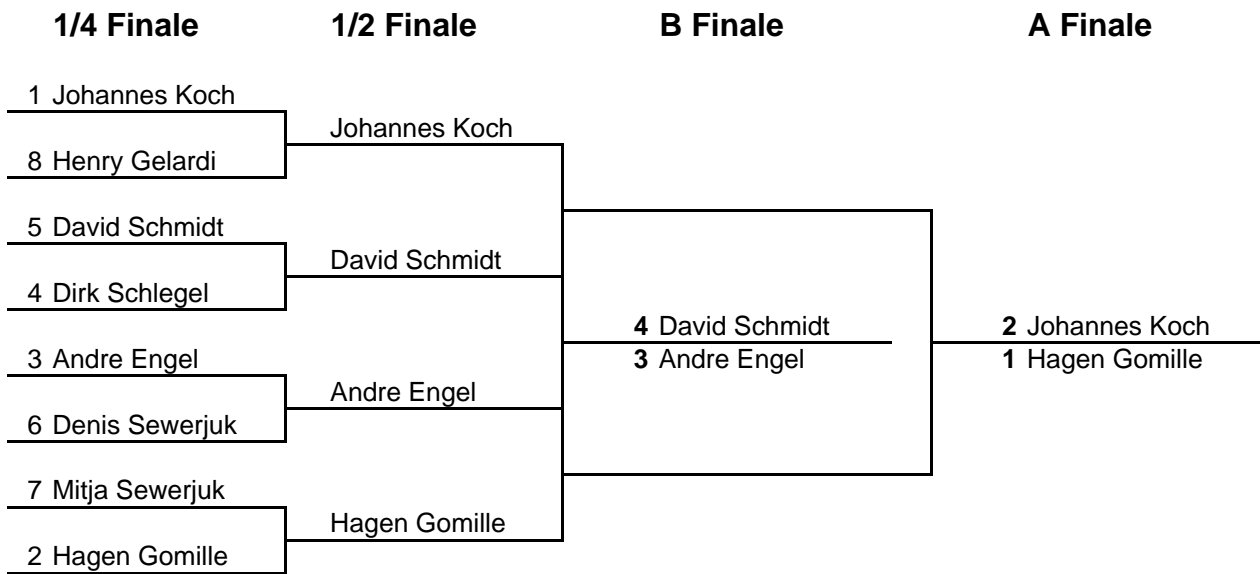 1/4 Finale 1/2 Finale B Finale A Finale
1 Johannes Koch
Johannes Koch
8 Henry Gelardi
5 David Schmidt
David Schmidt
4 Dirk Schlegel
4 David Schmidt 2 Johannes Koch
3 Andre Engel 3 Andre Engel 1 Hagen Gomille
Andre Engel
6 Denis Sewerjuk
7 Mitja Sewerjuk
Hagen Gomille
2 Hagen Gomille